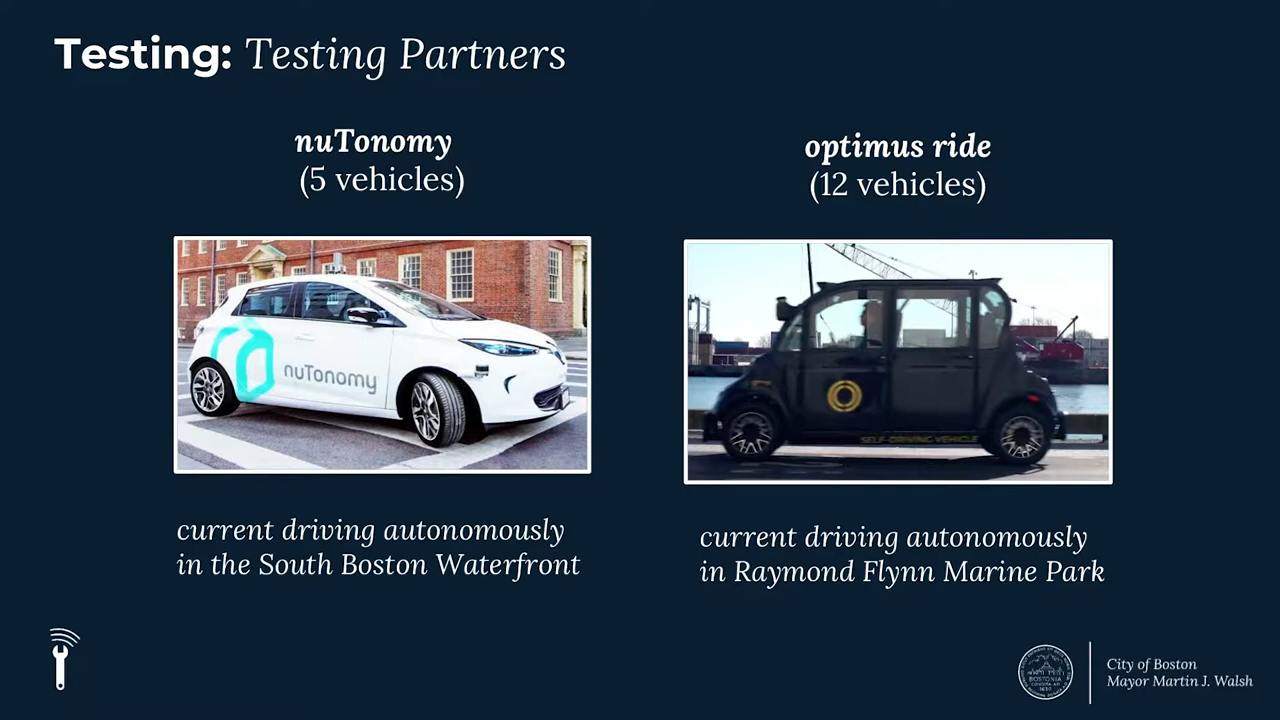 Testing: Testing Partners
nuTonomy
(5 vehicles)
optimus ride
(12 vehicles)
nuTonomy
SELF-DRIVING VEHICLE
current driving autonomously
in the South Boston Waterfront
current driving autonomously
in Raymond Flynn Marine Park
BOSTONIA
City of Boston
Mayor Martin J. Walsh